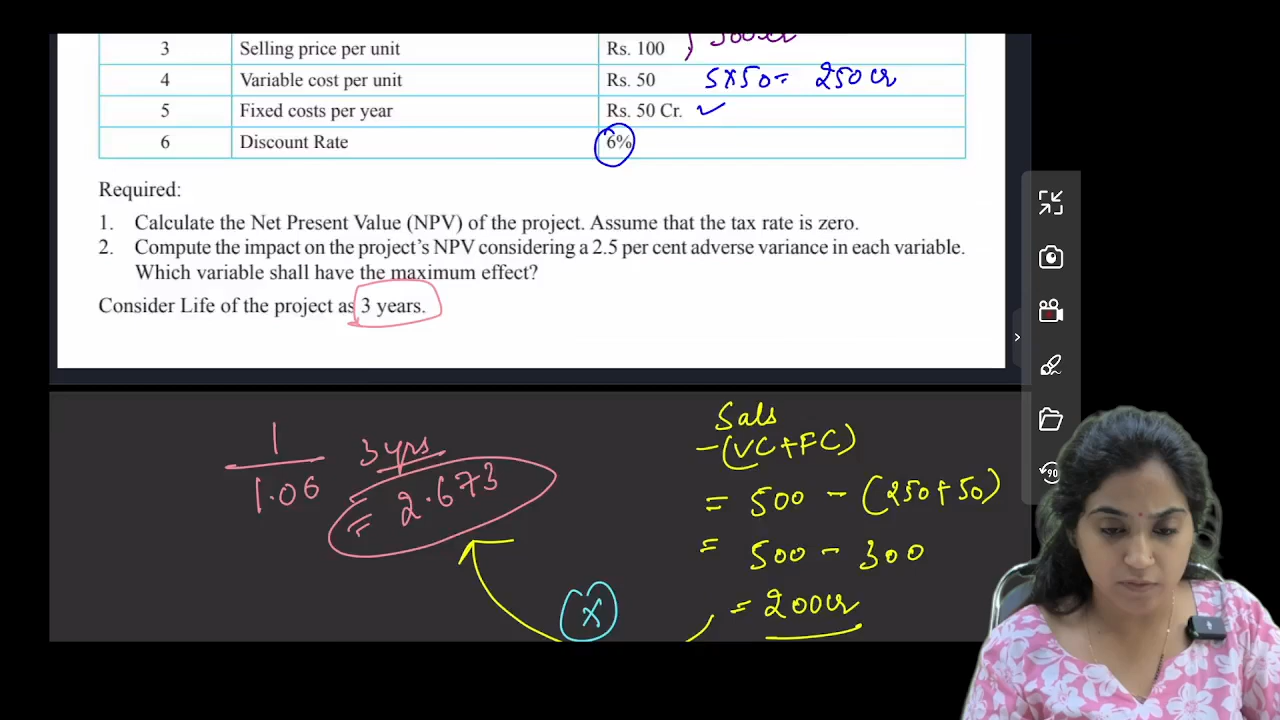 3 Selling price per unit Rs. 100 500 cr
4 Variable cost per unit Rs. 50 5×50= 250 cr
5 Fixed costs per year Rs. 50 Cr. ✓
6 Discount Rate 6%
Required:
1. Calculate the Net Present Value (NPV) of the project. Assume that the tax rate is zero.
2. Compute the impact on the project's NPV considering a 2.5 per cent adverse variance in each variable.
Which variable shall have the maximum effect?
Consider Life of the project as 3 years.
1
1.06
3 yrs
= 2.673
Sals
-(VC+FC)
= 500 - (250+50)
= 500 - 300
= 200 cr
×
90